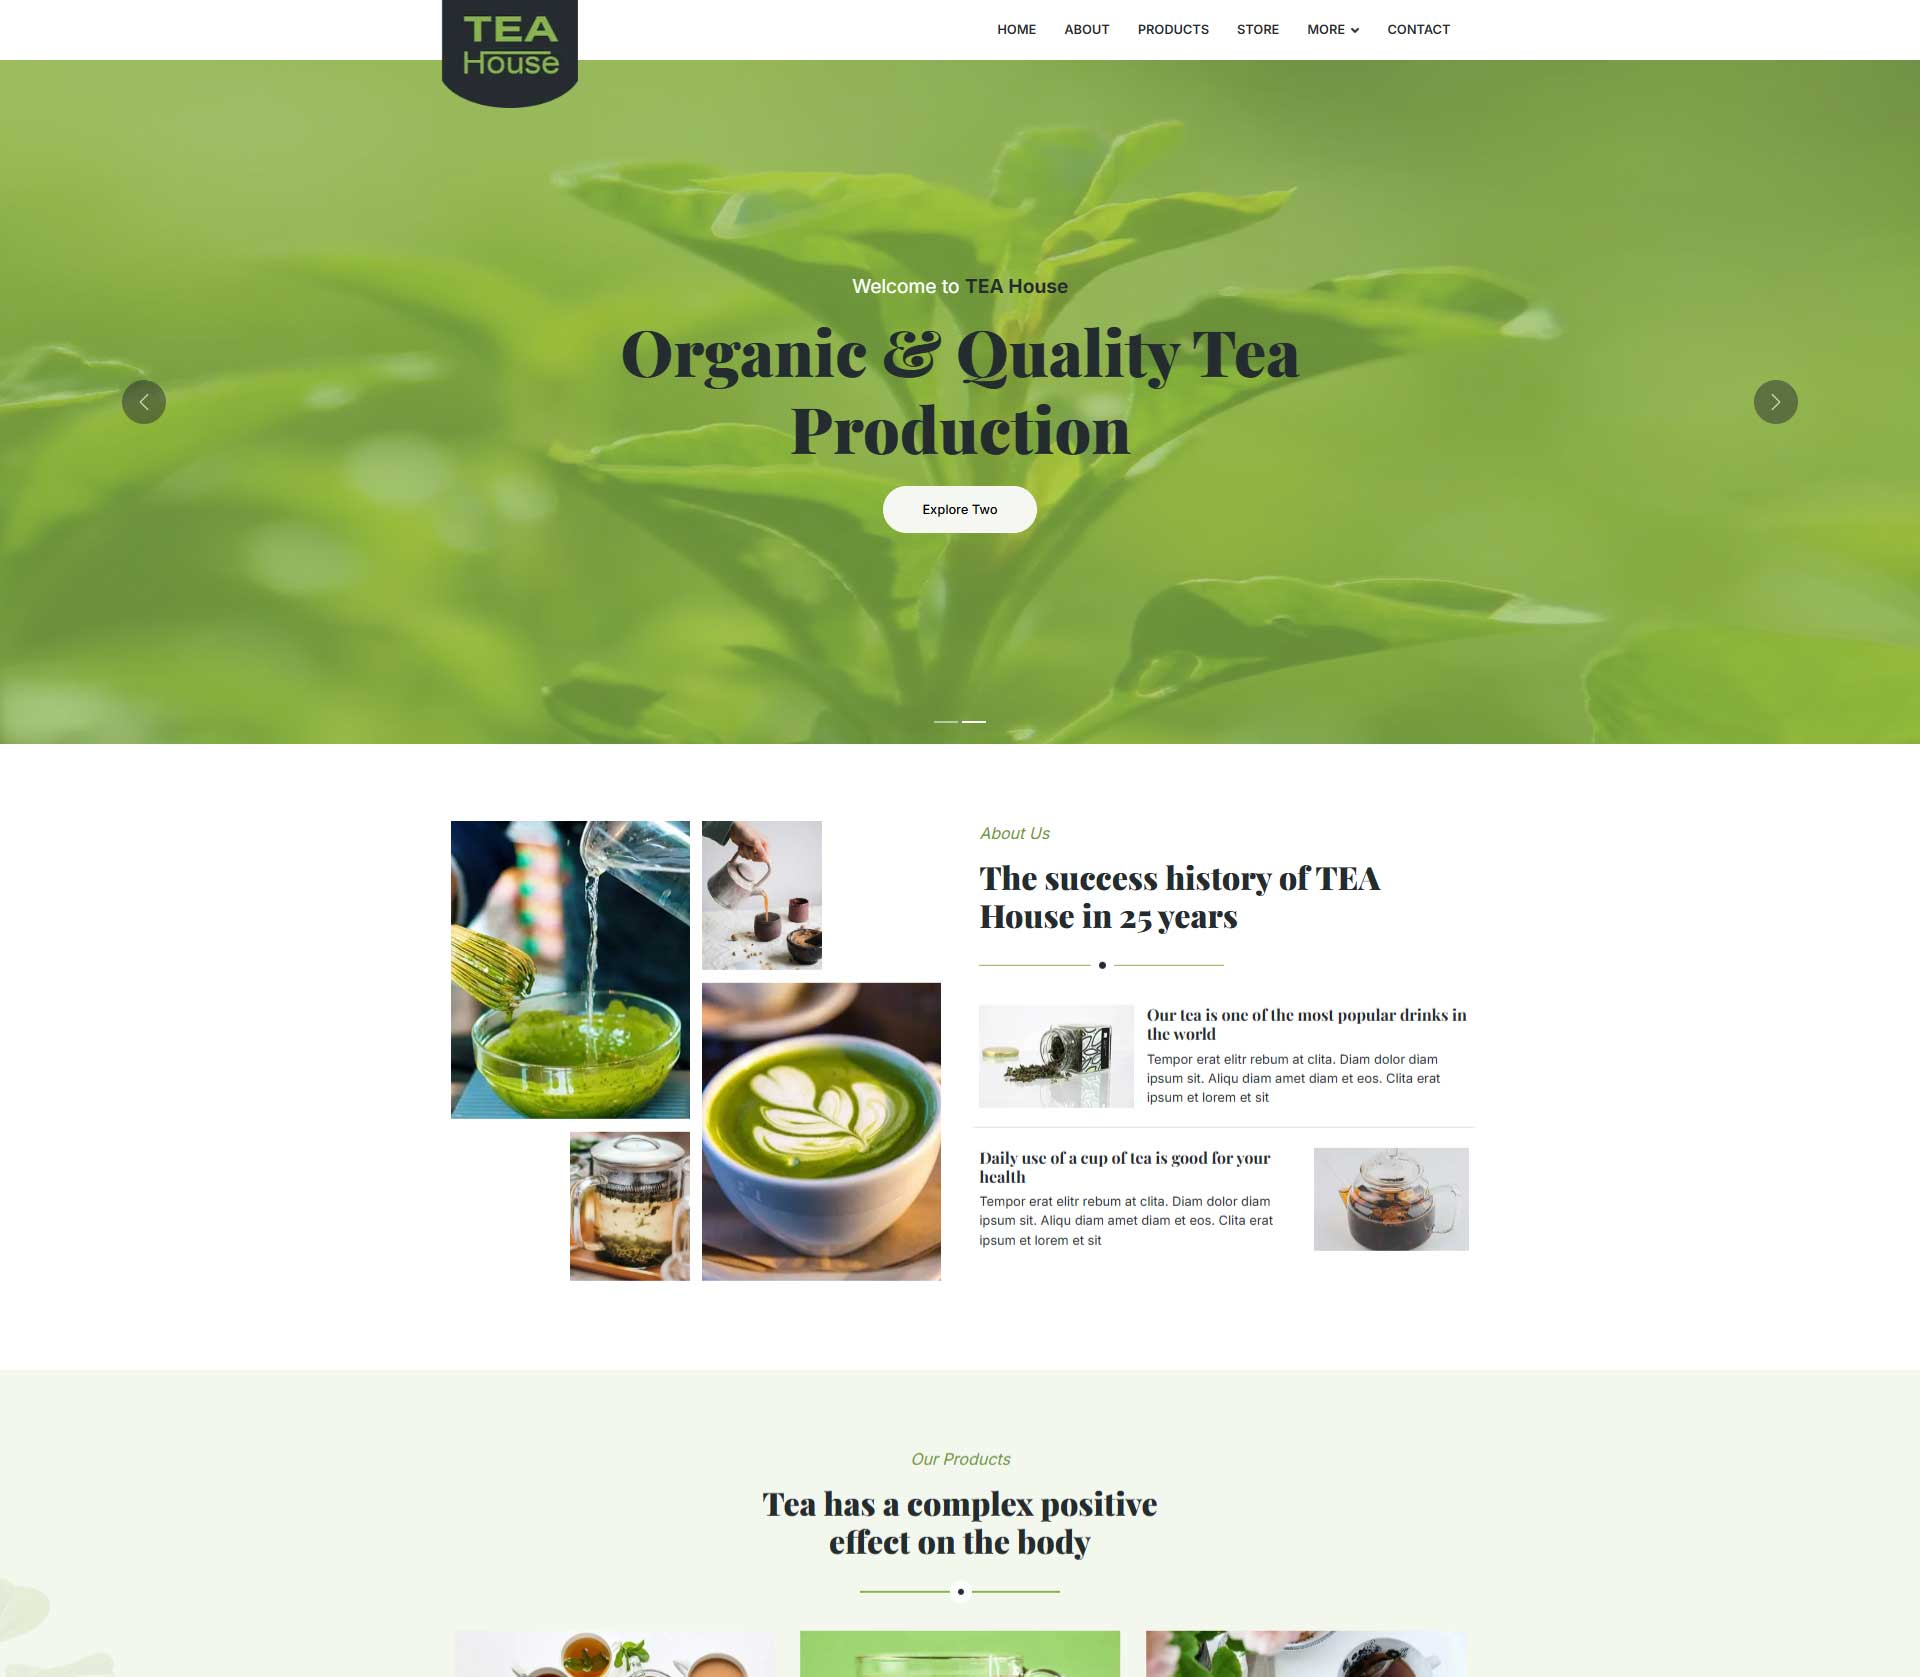 TEA
House
HOME ABOUT PRODUCTS STORE MORE CONTACT
Welcome to TEA House
Organic & Quality Tea
Production
Explore Two
About Us
The success history of TEA
House in 25 years
Our tea is one of the most popular drinks in
the world
Tempor erat elitr rebum at clita. Diam dolor diam
ipsum sit. Aliqu diam amet diam et eos. Clita erat
ipsum et lorem et sit
Daily use of a cup of tea is good for your
health
Tempor erat elitr rebum at clita. Diam dolor diam
ipsum sit. Aliqu diam amet diam et eos. Clita erat
ipsum et lorem et sit
Our Products
Tea has a complex positive
effect on the body